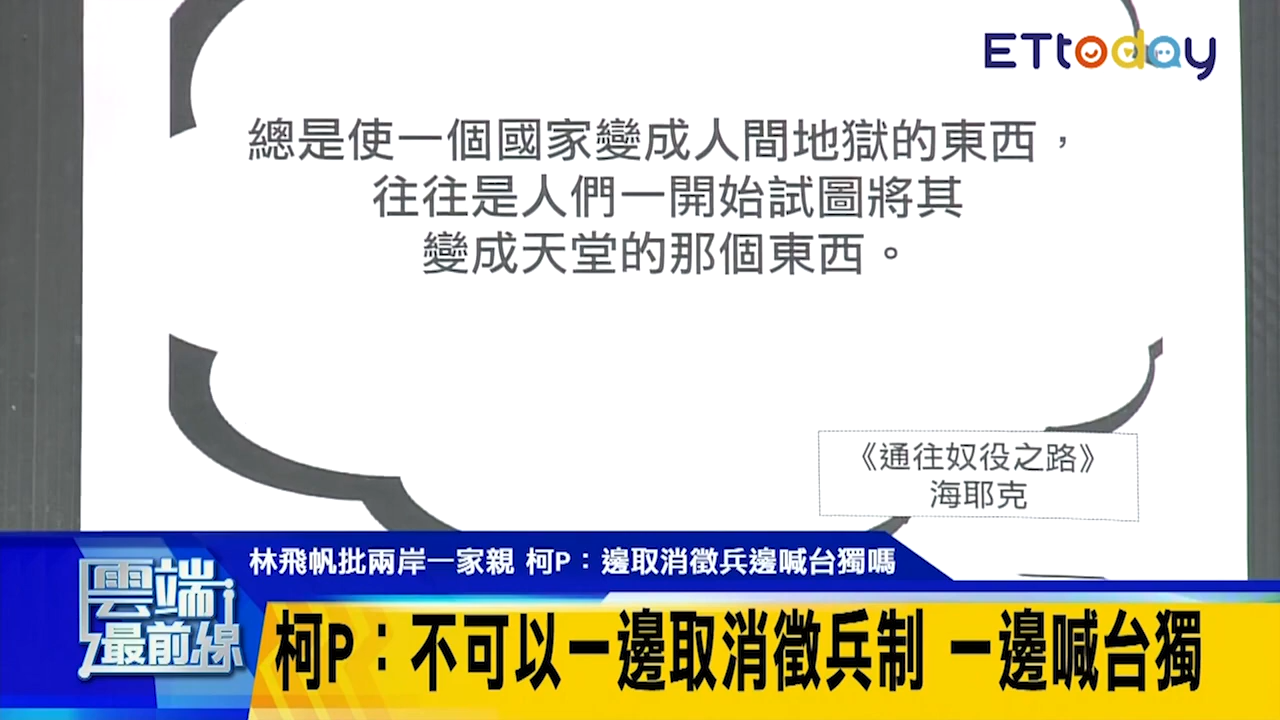 ETtoday
總是使一個國家變成人間地獄的東西，
往往是人們一開始試圖將其
變成天堂的那個東西。
《通往奴役之路》
海耶克
林飛帆批兩岸一家親 柯P：邊取消徵兵邊喊台獨嗎
雲端
最前線
柯P：不可以一邊取消徵兵制 一邊喊台獨